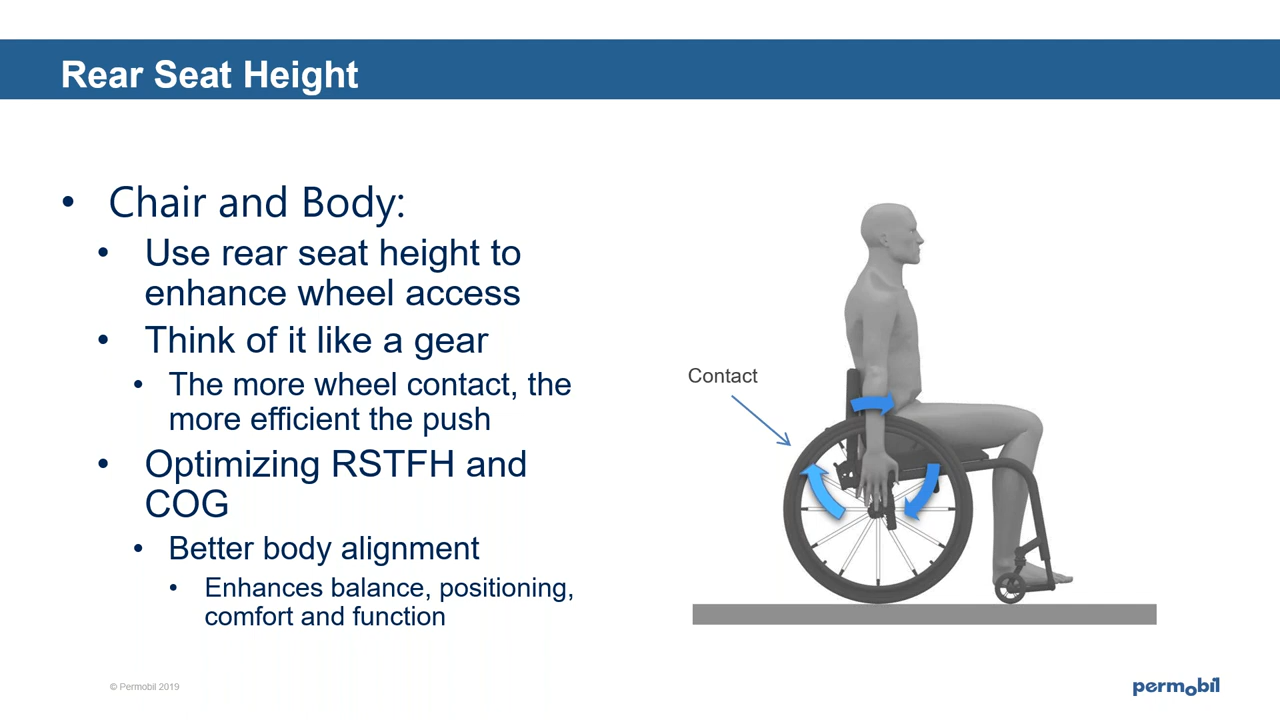 Rear Seat Height
• Chair and Body:
• Use rear seat height to
enhance wheel access
• Think of it like a gear
• The more wheel contact, the
more efficient the push
• Optimizing RSTFH and
COG
• Better body alignment
• Enhances balance, positioning,
comfort and function
Contact
© Permobil 2019
permobil